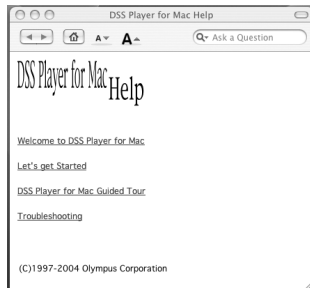 DSS Player for Mac Help
A A Ask a Question
DSS Player for Mac Help
Welcome to DSS Player for Mac
Let's get Started
DSS Player for Mac Guided Tour
Troubleshooting
(C)1997-2004 Olympus Corporation